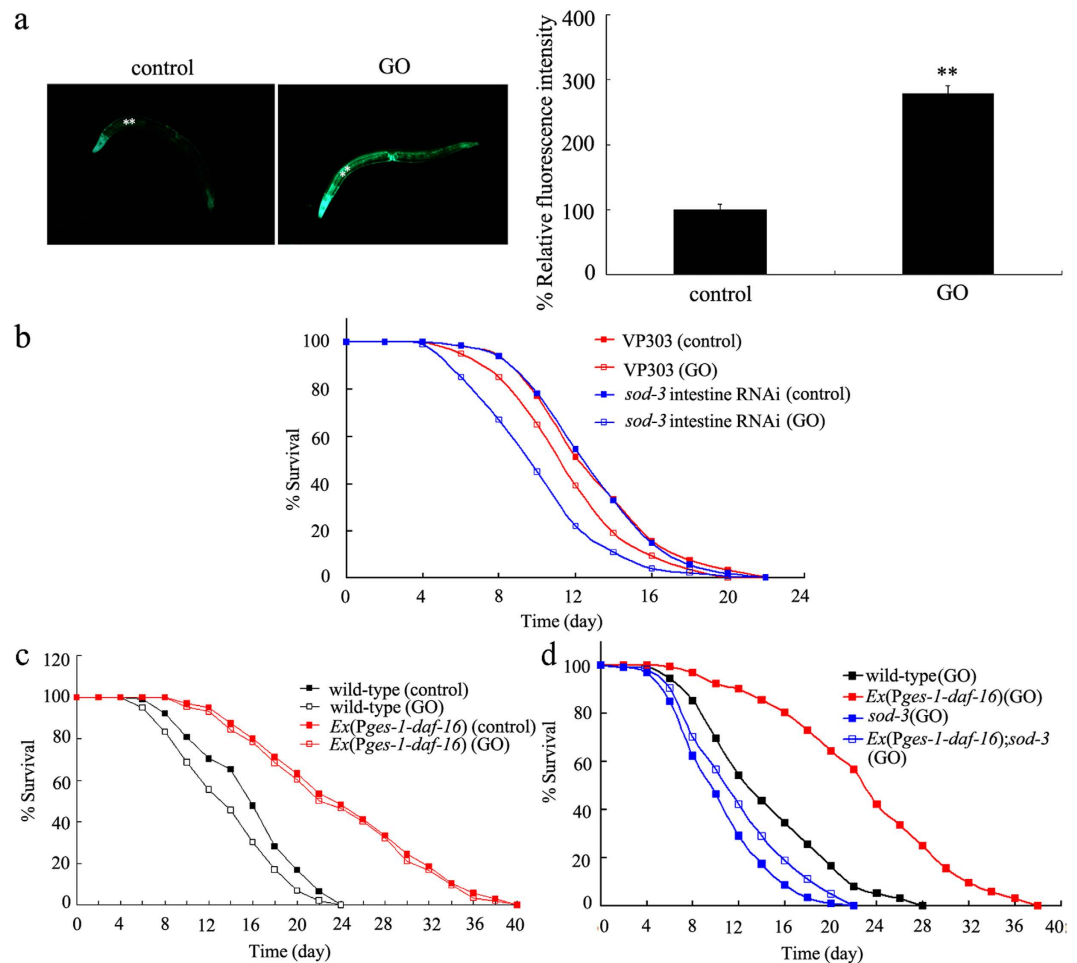 a
control
GO
**
**
% Relative fluorescence intensity
400
300
200
100
0
**
control
GO
b
% Survival
100
80
60
40
20
0
0 4 8 12 16 20 24
Time (day)
VP303 (control)
VP303 (GO)
sod-3 intestine RNAi (control)
sod-3 intestine RNAi (GO)
c
% Survival
120
100
80
60
40
20
0
0 4 8 12 16 20 24 28 32 36 40
Time (day)
wild-type (control)
wild-type (GO)
Ex(Pges-1-daf-16) (control)
Ex(Pges-1-daf-16) (GO)
d
% Survival
100
80
60
40
20
0
0 4 8 12 16 20 24 28 32 36 40
Time (day)
wild-type(GO)
Ex(Pges-1-daf-16)(GO)
sod-3(GO)
Ex(Pges-1-daf-16);sod-3
(GO)